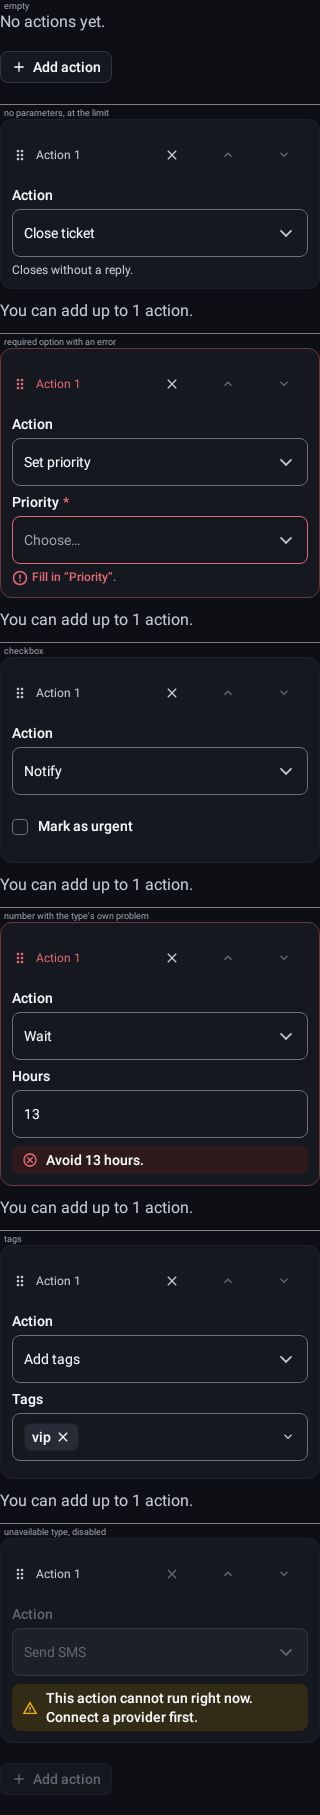 empty
No actions yet.
+ Add action
no parameters, at the limit
Action 1
Action
Close ticket
Closes without a reply.
You can add up to 1 action.
required option with an error
Action 1
Action
Set priority
Priority *
Choose...
Fill in “Priority”.
You can add up to 1 action.
checkbox
Action 1
Action
Notify
Mark as urgent
You can add up to 1 action.
number with the type's own problem
Action 1
Action
Wait
Hours
13
Avoid 13 hours.
You can add up to 1 action.
tags
Action 1
Action
Add tags
Tags
vip
You can add up to 1 action.
unavailable type, disabled
Action 1
Action
Send SMS
This action cannot run right now.
Connect a provider first.
+ Add action